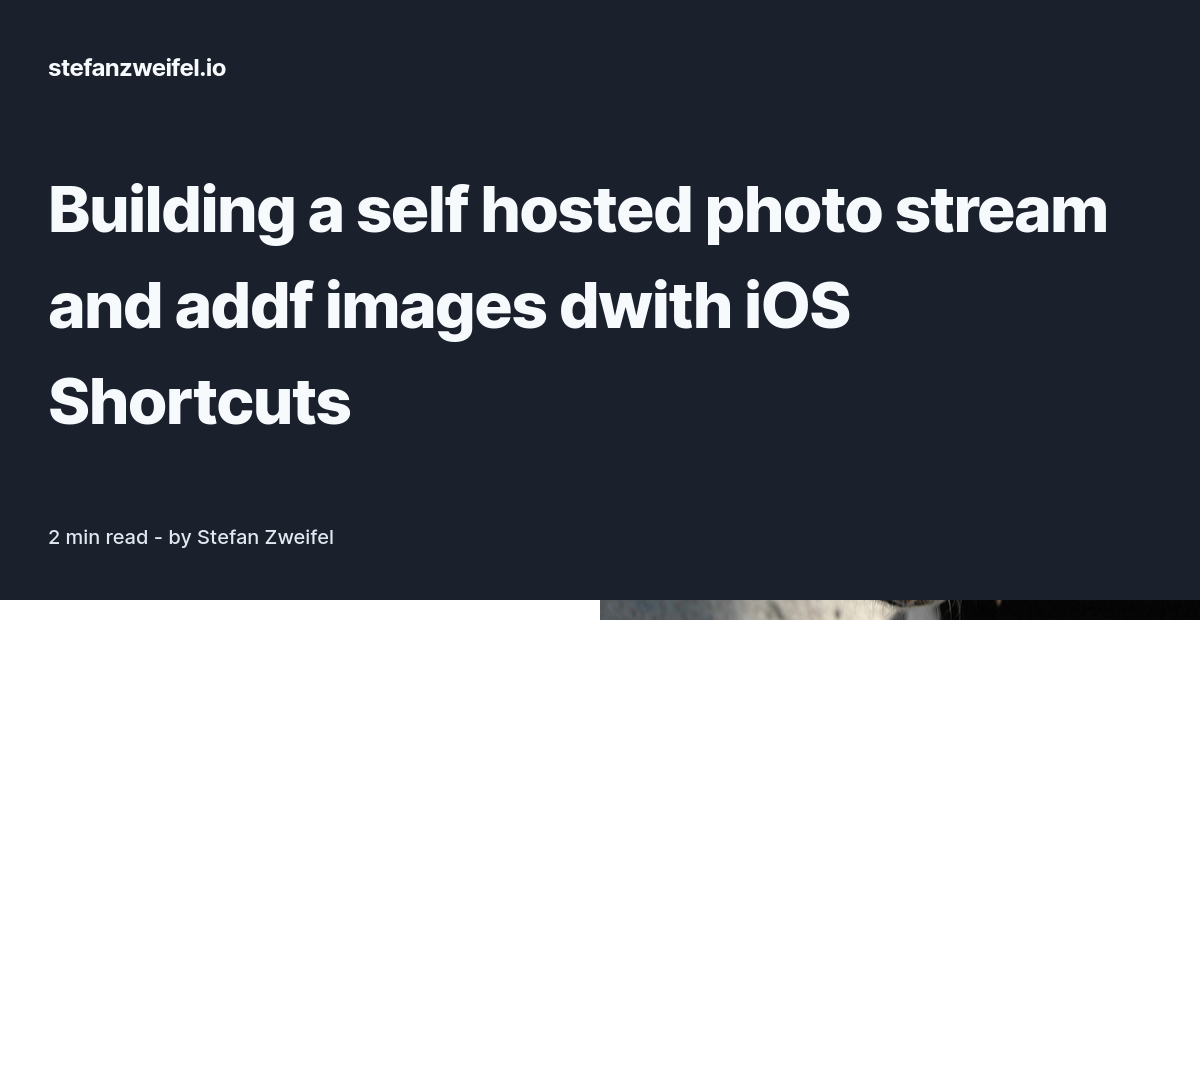 stefanzweifel.io
Building a self hosted photo stream
and addf images dwith iOS
Shortcuts
2 min read - by Stefan Zweifel